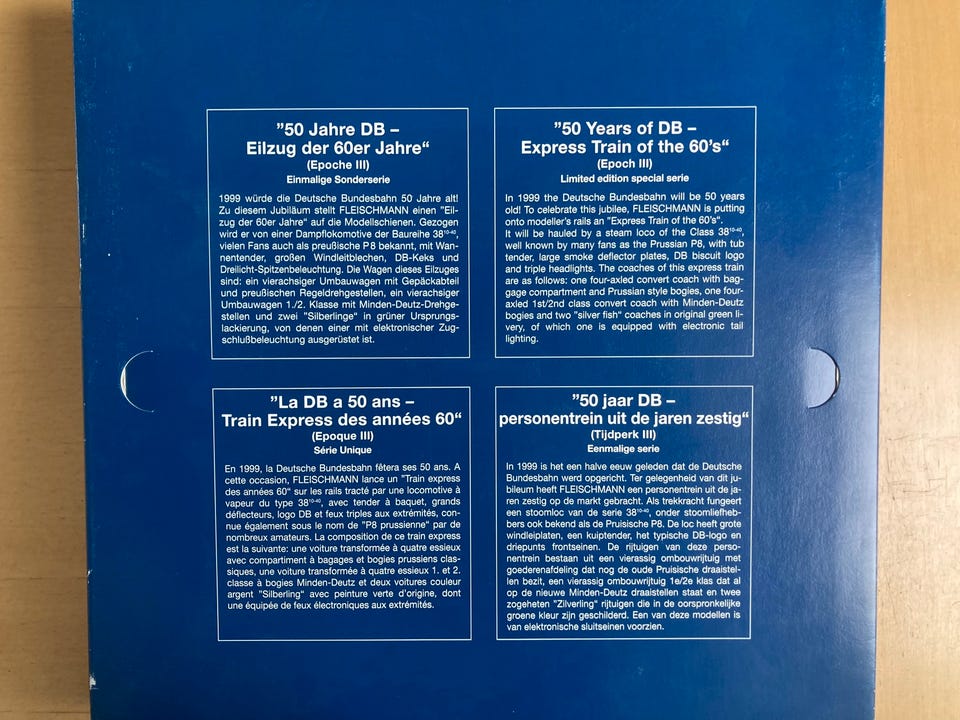 "50 Jahre DB –
Eilzug der 60er Jahre"
(Epoche III)
Einmalige Sonderserie
1999 würde die Deutsche Bundesbahn 50 Jahre alt!
Zu diesem Jubiläum stellt FLEISCHMANN einen "Eil-
zug der 60er Jahre" auf die Modellschienen. Gezogen
wird er von einer Dampflokomotive der Baureihe 38¹⁰⁻⁴⁰,
vielen Fans auch als preußische P 8 bekannt, mit Wan-
nentender, großen Windleitblechen, DB-Keks und
Dreilicht-Spitzenbeleuchtung. Die Wagen dieses Eilzuges
sind: ein vierachsiger Umbauwagen mit Gepäckabteil
und preußischen Regeldrehgestellen, ein vierachsiger
Umbauwagen 1./2. Klasse mit Minden-Deutz-Drehge-
stellen und zwei "Silberlinge" in grüner Ursprungs-
lackierung, von denen einer mit elektronischer Zug-
schlußbeleuchtung ausgerüstet ist.
"50 Years of DB –
Express Train of the 60's"
(Epoch III)
Limited edition special serie
In 1999 the Deutsche Bundesbahn will be 50 years
old! To celebrate this jubilee, FLEISCHMANN is putting
onto modeller's rails an "Express Train of the 60's".
It will be hauled by a steam loco of the Class 38¹⁰⁻⁴⁰,
well known by many fans as the Prussian P8, with tub
tender, large smoke deflector plates, DB biscuit logo
and triple headlights. The coaches of this express train
are as follows: one four-axled convert coach with bag-
gage compartment and Prussian style bogies, one four-
axled 1st/2nd class convert coach with Minden-Deutz
bogies and two "silver fish" coaches in original green li-
very, of which one is equipped with electronic tail
lighting.
"La DB a 50 ans –
Train Express des années 60"
(Epoque III)
Série Unique
En 1999, la Deutsche Bundesbahn fêtera ses 50 ans. A
cette occasion, FLEISCHMANN lance un "Train express
des années 60" sur les rails tracté par une locomotive à
vapeur du type 38¹⁰⁻⁴⁰, avec tender à baquet, grands
déflecteurs, logo DB et feux triples aux extrémités, con-
nue également sous le nom de "P8 prussienne" par de
nombreux amateurs. La composition de ce train express
est la suivante: une voiture transformée à quatre essieux
avec compartiment à bagages et bogies prussiens clas-
siques, une voiture transformée à quatre essieux 1. et 2.
classe à bogies Minden-Deutz et deux voitures couleur
argent "Silberling" avec peinture verte d'origine, dont
une équipée de feux électroniques aux extrémités.
"50 jaar DB –
personentrein uit de jaren zestig"
(Tijdperk III)
Eenmalige serie
In 1999 is het een halve eeuw geleden dat de Deutsche
Bundesbahn werd opgericht. Ter gelegenheid van dit ju-
bileum heeft FLEISCHMANN een personentrein uit de ja-
ren zestig op de markt gebracht. Als trekkracht fungeert
een stoomloc van de serie 38¹⁰⁻⁴⁰, onder stoomliefheb-
bers ook bekend als de Pruisische P8. De loc heeft grote
windleiplaten, een kuiptender, het typische DB-logo en
driepunts frontseinen. De rijtuigen van deze perso-
nentrein bestaan uit een vierassig ombouwrijtuig met
goederenafdeling dat nog de oude Pruisische draaistel-
len bezit, een vierassig ombouwrijtuig 1e/2e klas dat al
op de nieuwe Minden-Deutz draaistellen staat en twee
zogeheten "Zilverling" rijtuigen die in de oorspronkelijke
groene kleur zijn geschilderd. Een van deze modellen is
van elektronische sluitseinen voorzien.